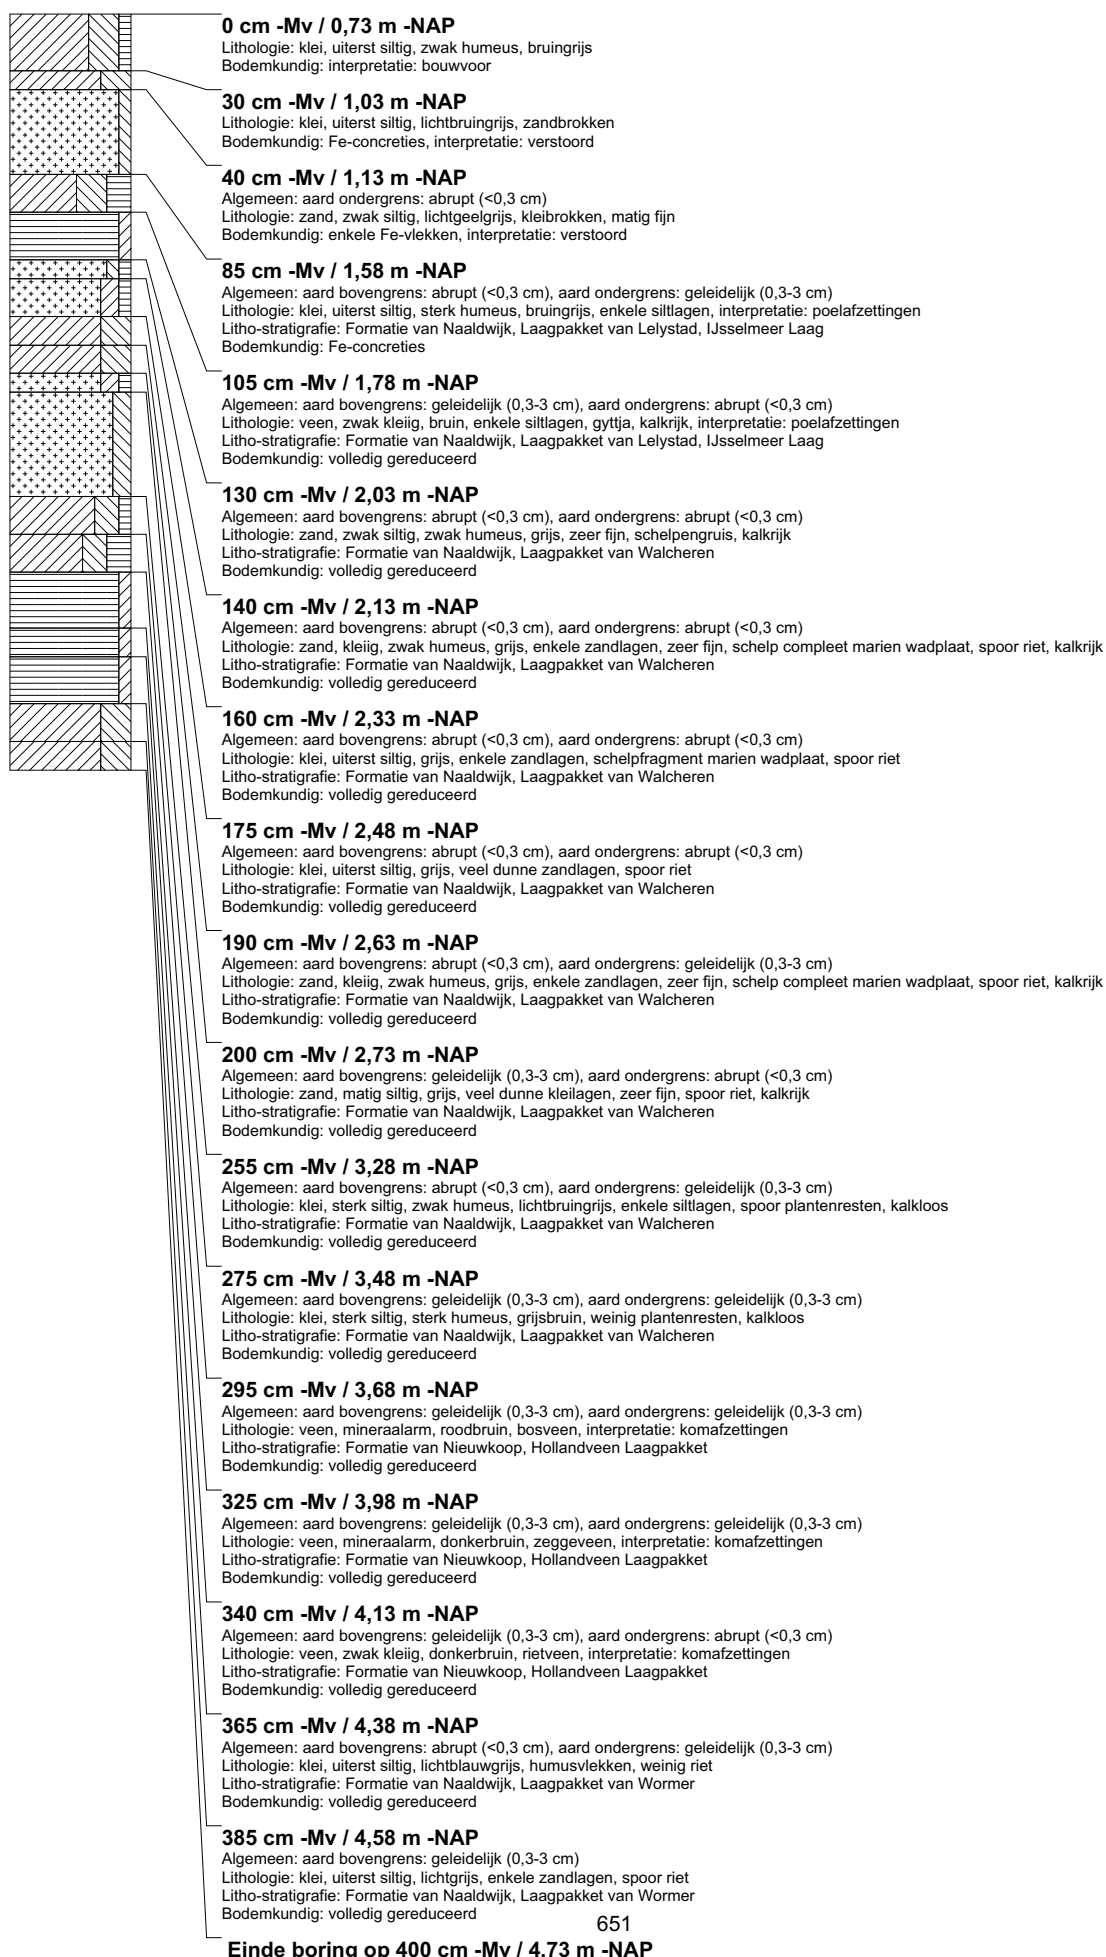 0 cm -Mv / 0,73 m -NAP
Lithologie: klei, uiterst siltig, zwak humeus, bruingrijs
Bodemkundig: interpretatie: bouwvoor
30 cm -Mv / 1,03 m -NAP
Lithologie: klei, uiterst siltig, lichtbruingrijs, zandbrokken
Bodemkundig: Fe-concreties, interpretatie: verstoord
40 cm -Mv / 1,13 m -NAP
Algemeen: aard ondergrens: abrupt (<0,3 cm)
Lithologie: zand, zwak siltig, lichtgeelgrijs, kleibrokken, matig fijn
Bodemkundig: enkele Fe-vlekken, interpretatie: verstoord
85 cm -Mv / 1,58 m -NAP
Algemeen: aard bovengrens: abrupt (<0,3 cm), aard ondergrens: geleidelijk (0,3-3 cm)
Lithologie: klei, uiterst siltig, sterk humeus, bruingrijs, enkele siltlagen, interpretatie: poelafzettingen
Litho-stratigrafie: Formatie van Naaldwijk, Laagpakket van Lelystad, IJsselmeer Laag
Bodemkundig: Fe-concreties
105 cm -Mv / 1,78 m -NAP
Algemeen: aard bovengrens: geleidelijk (0,3-3 cm), aard ondergrens: abrupt (<0,3 cm)
Lithologie: veen, zwak kleiig, bruin, enkele siltlagen, gyttja, kalkrijk, interpretatie: poelafzettingen
Litho-stratigrafie: Formatie van Naaldwijk, Laagpakket van Lelystad, IJsselmeer Laag
Bodemkundig: volledig gereduceerd
130 cm -Mv / 2,03 m -NAP
Algemeen: aard bovengrens: abrupt (<0,3 cm), aard ondergrens: abrupt (<0,3 cm)
Lithologie: zand, zwak siltig, zwak humeus, grijs, zeer fijn, schelpengruis, kalkrijk
Litho-stratigrafie: Formatie van Naaldwijk, Laagpakket van Walcheren
Bodemkundig: volledig gereduceerd
140 cm -Mv / 2,13 m -NAP
Algemeen: aard bovengrens: abrupt (<0,3 cm), aard ondergrens: abrupt (<0,3 cm)
Lithologie: zand, kleiig, zwak humeus, grijs, enkele zandlagen, zeer fijn, schelp compleet marien wadplaat, spoor riet, kalkrijk
Litho-stratigrafie: Formatie van Naaldwijk, Laagpakket van Walcheren
Bodemkundig: volledig gereduceerd
160 cm -Mv / 2,33 m -NAP
Algemeen: aard bovengrens: abrupt (<0,3 cm), aard ondergrens: abrupt (<0,3 cm)
Lithologie: klei, uiterst siltig, grijs, enkele zandlagen, schelpfragment marien wadplaat, spoor riet
Litho-stratigrafie: Formatie van Naaldwijk, Laagpakket van Walcheren
Bodemkundig: volledig gereduceerd
175 cm -Mv / 2,48 m -NAP
Algemeen: aard bovengrens: abrupt (<0,3 cm), aard ondergrens: abrupt (<0,3 cm)
Lithologie: klei, uiterst siltig, grijs, veel dunne zandlagen, spoor riet
Litho-stratigrafie: Formatie van Naaldwijk, Laagpakket van Walcheren
Bodemkundig: volledig gereduceerd
190 cm -Mv / 2,63 m -NAP
Algemeen: aard bovengrens: abrupt (<0,3 cm), aard ondergrens: geleidelijk (0,3-3 cm)
Lithologie: zand, kleiig, zwak humeus, grijs, enkele zandlagen, zeer fijn, schelp compleet marien wadplaat, spoor riet, kalkrijk
Litho-stratigrafie: Formatie van Naaldwijk, Laagpakket van Walcheren
Bodemkundig: volledig gereduceerd
200 cm -Mv / 2,73 m -NAP
Algemeen: aard bovengrens: geleidelijk (0,3-3 cm), aard ondergrens: abrupt (<0,3 cm)
Lithologie: zand, matig siltig, grijs, veel dunne kleilagen, zeer fijn, spoor riet, kalkrijk
Litho-stratigrafie: Formatie van Naaldwijk, Laagpakket van Walcheren
Bodemkundig: volledig gereduceerd
255 cm -Mv / 3,28 m -NAP
Algemeen: aard bovengrens: abrupt (<0,3 cm), aard ondergrens: geleidelijk (0,3-3 cm)
Lithologie: klei, sterk siltig, zwak humeus, lichtbruingrijs, enkele siltlagen, spoor plantenresten, kalkloos
Litho-stratigrafie: Formatie van Naaldwijk, Laagpakket van Walcheren
Bodemkundig: volledig gereduceerd
275 cm -Mv / 3,48 m -NAP
Algemeen: aard bovengrens: geleidelijk (0,3-3 cm), aard ondergrens: geleidelijk (0,3-3 cm)
Lithologie: klei, sterk siltig, sterk humeus, grijsbruin, weinig plantenresten, kalkloos
Litho-stratigrafie: Formatie van Naaldwijk, Laagpakket van Walcheren
Bodemkundig: volledig gereduceerd
295 cm -Mv / 3,68 m -NAP
Algemeen: aard bovengrens: geleidelijk (0,3-3 cm), aard ondergrens: geleidelijk (0,3-3 cm)
Lithologie: veen, mineraalarm, roodbruin, bosveen, interpretatie: komafzettingen
Litho-stratigrafie: Formatie van Nieuwkoop, Hollandveen Laagpakket
Bodemkundig: volledig gereduceerd
325 cm -Mv / 3,98 m -NAP
Algemeen: aard bovengrens: geleidelijk (0,3-3 cm), aard ondergrens: geleidelijk (0,3-3 cm)
Lithologie: veen, mineraalarm, donkerbruin, zeggeveen, interpretatie: komafzettingen
Litho-stratigrafie: Formatie van Nieuwkoop, Hollandveen Laagpakket
Bodemkundig: volledig gereduceerd
340 cm -Mv / 4,13 m -NAP
Algemeen: aard bovengrens: geleidelijk (0,3-3 cm), aard ondergrens: abrupt (<0,3 cm)
Lithologie: veen, zwak kleiig, donkerbruin, rietveen, interpretatie: komafzettingen
Litho-stratigrafie: Formatie van Nieuwkoop, Hollandveen Laagpakket
Bodemkundig: volledig gereduceerd
365 cm -Mv / 4,38 m -NAP
Algemeen: aard bovengrens: abrupt (<0,3 cm), aard ondergrens: geleidelijk (0,3-3 cm)
Lithologie: klei, uiterst siltig, lichtblauwgrijs, humusvlekken, weinig riet
Litho-stratigrafie: Formatie van Naaldwijk, Laagpakket van Wormer
Bodemkundig: volledig gereduceerd
385 cm -Mv / 4,58 m -NAP
Algemeen: aard bovengrens: geleidelijk (0,3-3 cm)
Lithologie: klei, uiterst siltig, lichtgrijs, enkele zandlagen, spoor riet
Litho-stratigrafie: Formatie van Naaldwijk, Laagpakket van Wormer
Bodemkundig: volledig gereduceerd
651
Einde boring op 400 cm -Mv / 4,73 m -NAP